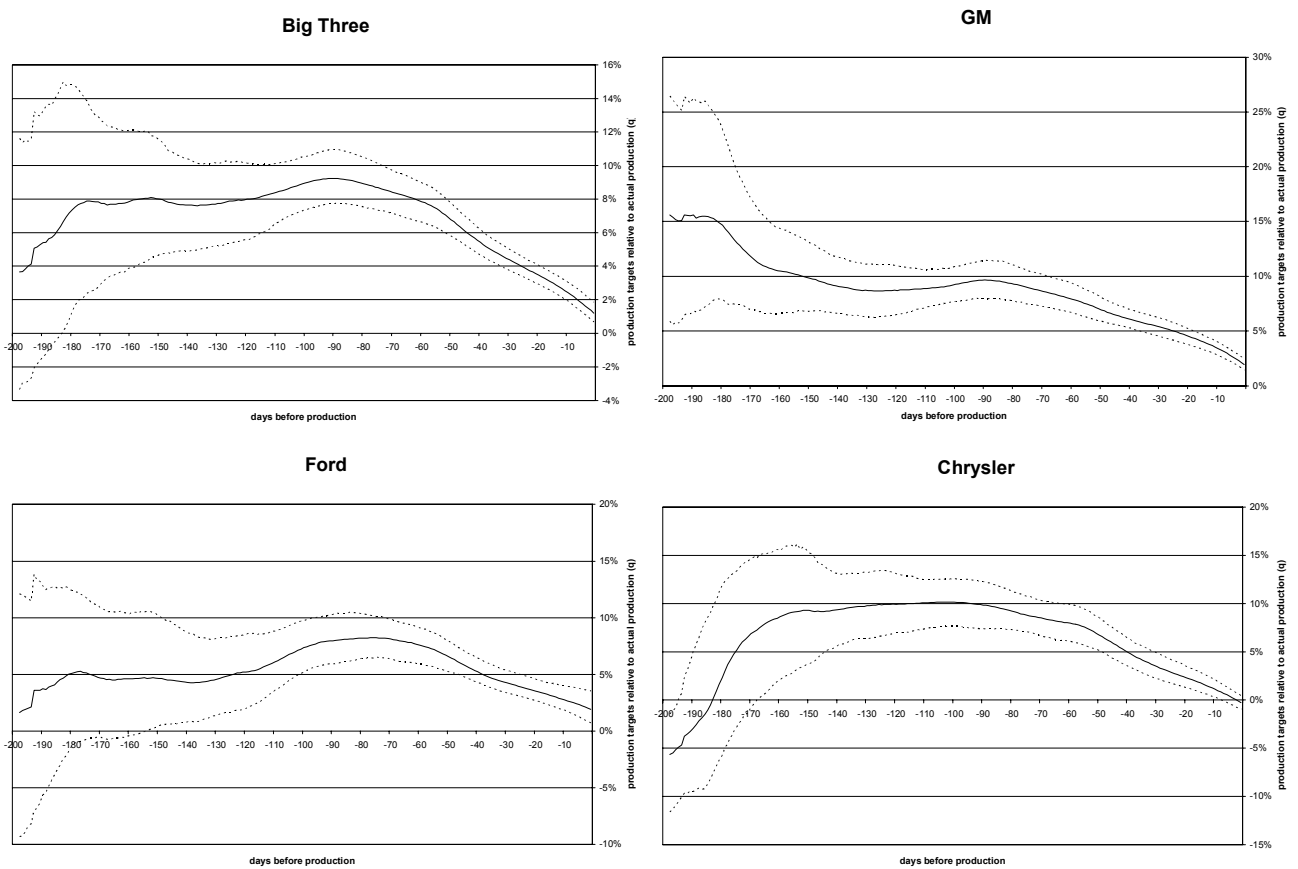 Big Three
16%
14%
12%
10%
8%
6%
4%
2%
0%
-2%
-4%
-200 -190 -180 -170 -160 -150 -140 -130 -120 -110 -100 -90 -80 -70 -60 -50 -40 -30 -20 -10
days before production
production targets relative to actual production (q
GM
30%
25%
20%
15%
10%
5%
0%
-200 -190 -180 -170 -160 -150 -140 -130 -120 -110 -100 -90 -80 -70 -60 -50 -40 -30 -20 -10
days before production
production targets relative to actual production (q)
Ford
20%
15%
10%
5%
0%
-5%
-10%
-200 -190 -180 -170 -160 -150 -140 -130 -120 -110 -100 -90 -80 -70 -60 -50 -40 -30 -20 -10
days before production
production targets relative to actual production (q)
Chrysler
20%
15%
10%
5%
0%
-5%
-10%
-15%
-200 -190 -180 -170 -160 -150 -140 -130 -120 -110 -100 -90 -80 -70 -60 -50 -40 -30 -20 -10
days before production
production targets relative to actual production (q)